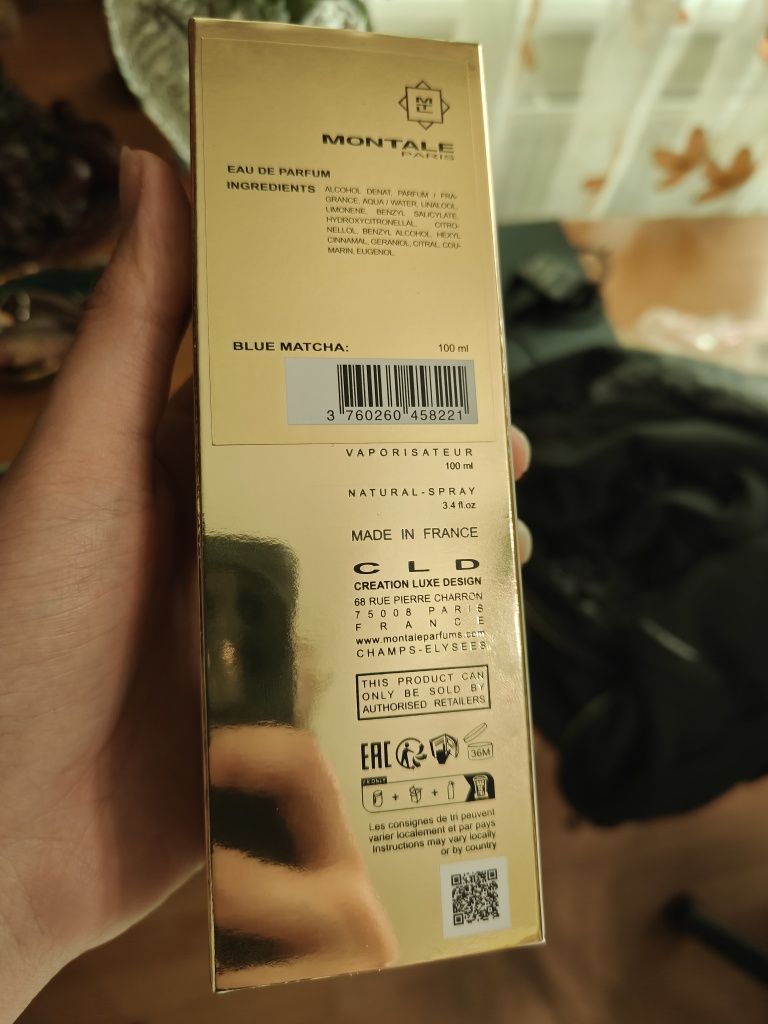 MTL
MONTALE
PARIS
EAU DE PARFUM
INGREDIENTS
ALCOHOL DENAT, PARFUM / FRA-
GRANCE, AQUA / WATER, LINALOOL,
LIMONENE, BENZYL SALICYLATE,
HYDROXYCITRONELLAL, CITRO-
NELLOL, BENZYL ALCOHOL, HEXYL
CINNAMAL, GERANIOL, CITRAL, COU-
MARIN, EUGENOL.
BLUE MATCHA: 100 ml
3 760260 458221
VAPORISATEUR
100 ml
NATURAL-SPRAY
3.4 fl.oz
MADE IN FRANCE
CLD
CREATION LUXE DESIGN
68 RUE PIERRE CHARRON
75008 PARIS
FRANCE
www.montaleparfums.com
CHAMPS-ELYSEES
THIS PRODUCT CAN
ONLY BE SOLD BY
AUTHORISED RETAILERS
EAC 36M
FR ONLY
+ + 
Les consignes de tri peuvent
varier localement et par pays
Instructions may vary locally
or by country